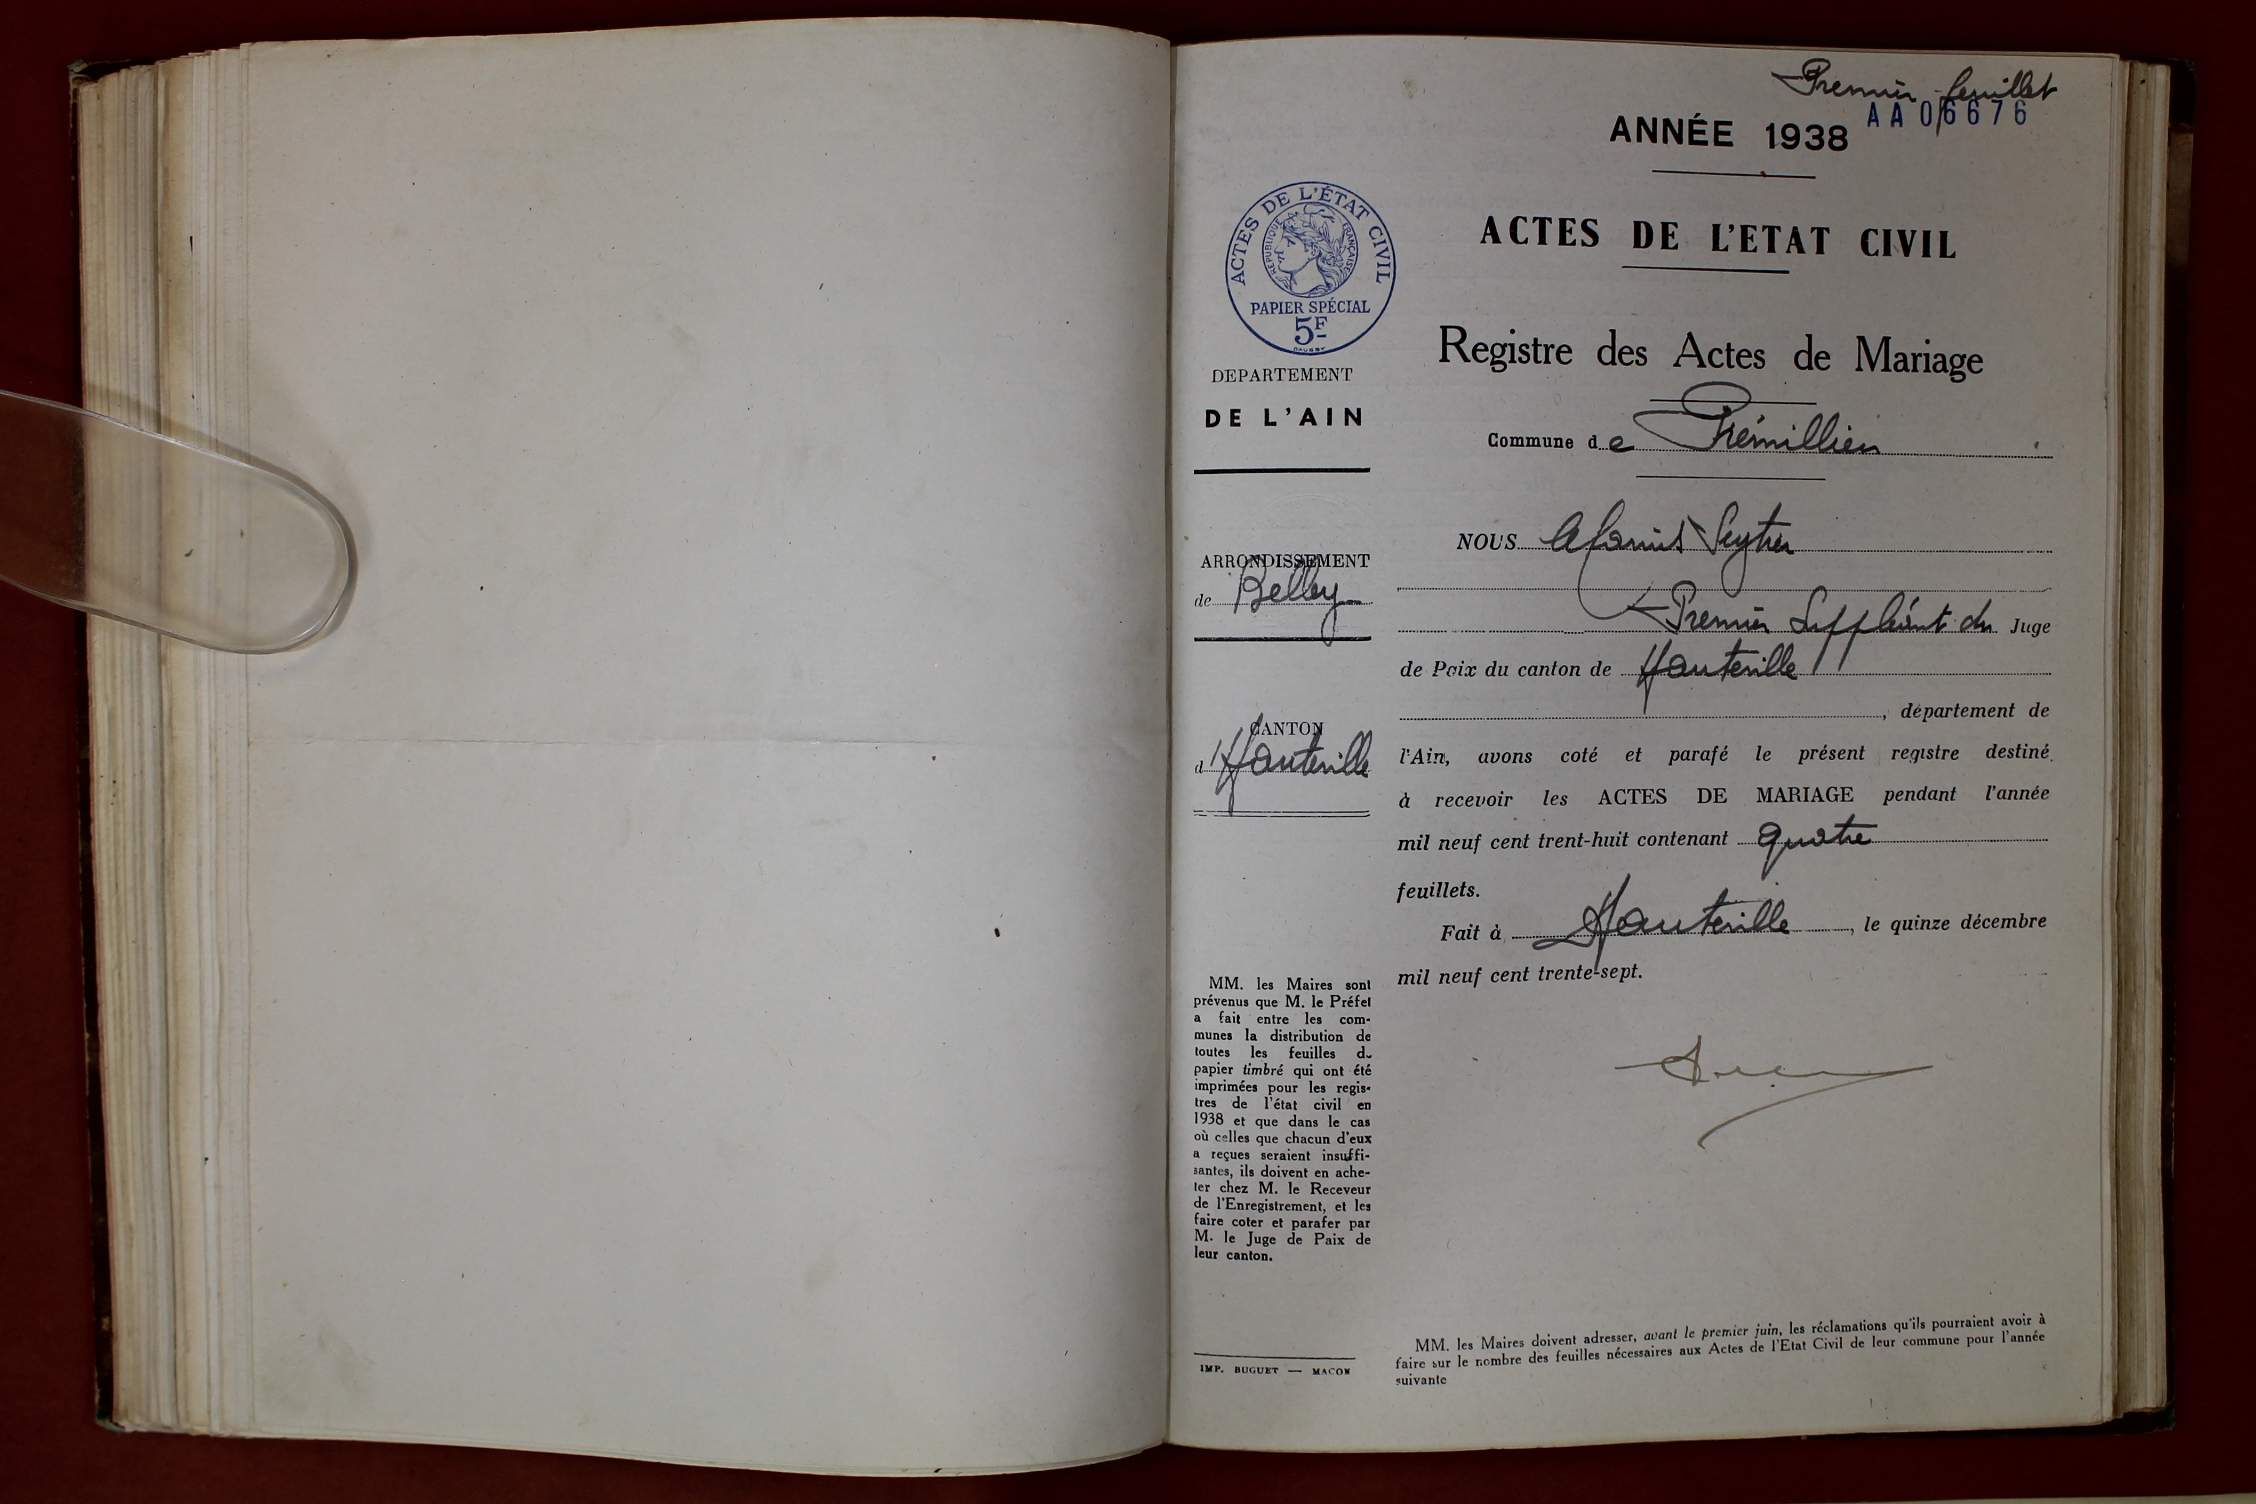 Premier feuillet
AA 06676
ANNÉE 1938
ACTES DE L'ÉTAT CIVIL
RÉPUBLIQUE FRANÇAISE
PAPIER SPÉCIAL
5F
DAUSSY
ACTES DE L'ETAT CIVIL
Registre des Actes de Mariage
Commune de Prémillieu
DEPARTEMENT
DE L'AIN
ARRONDISSEMENT
de Belley
CANTON
d'Hauteville
MM. les Maires sont
prévenus que M. le Préfet
a fait entre les com-
munes la distribution de
toutes les feuilles de
papier timbré qui ont été
imprimées pour les regis-
tres de l'état civil en
1938 et que dans le cas
où celles que chacun d'eux
a reçues seraient insuffi-
santes, ils doivent en ache-
ter chez M. le Receveur
de l'Enregistrement, et les
faire coter et parafer par
M. le Juge de Paix de
leur canton.
IMP. BUGUET — MACON
NOUS
Premier Suppléant du Juge
de Paix du canton de Hauteville
, département de
l'Ain, avons coté et parafé le présent registre destiné
à recevoir les ACTES DE MARIAGE pendant l'année
mil neuf cent trent-huit contenant quatre
feuillets.
Fait à Hauteville, le quinze décembre
mil neuf cent trente-sept.
MM. les Maires doivent adresser, avant le premier juin, les réclamations qu'ils pourraient avoir à
faire sur le nombre des feuilles nécessaires aux Actes de l'Etat Civil de leur commune pour l'année
suivante